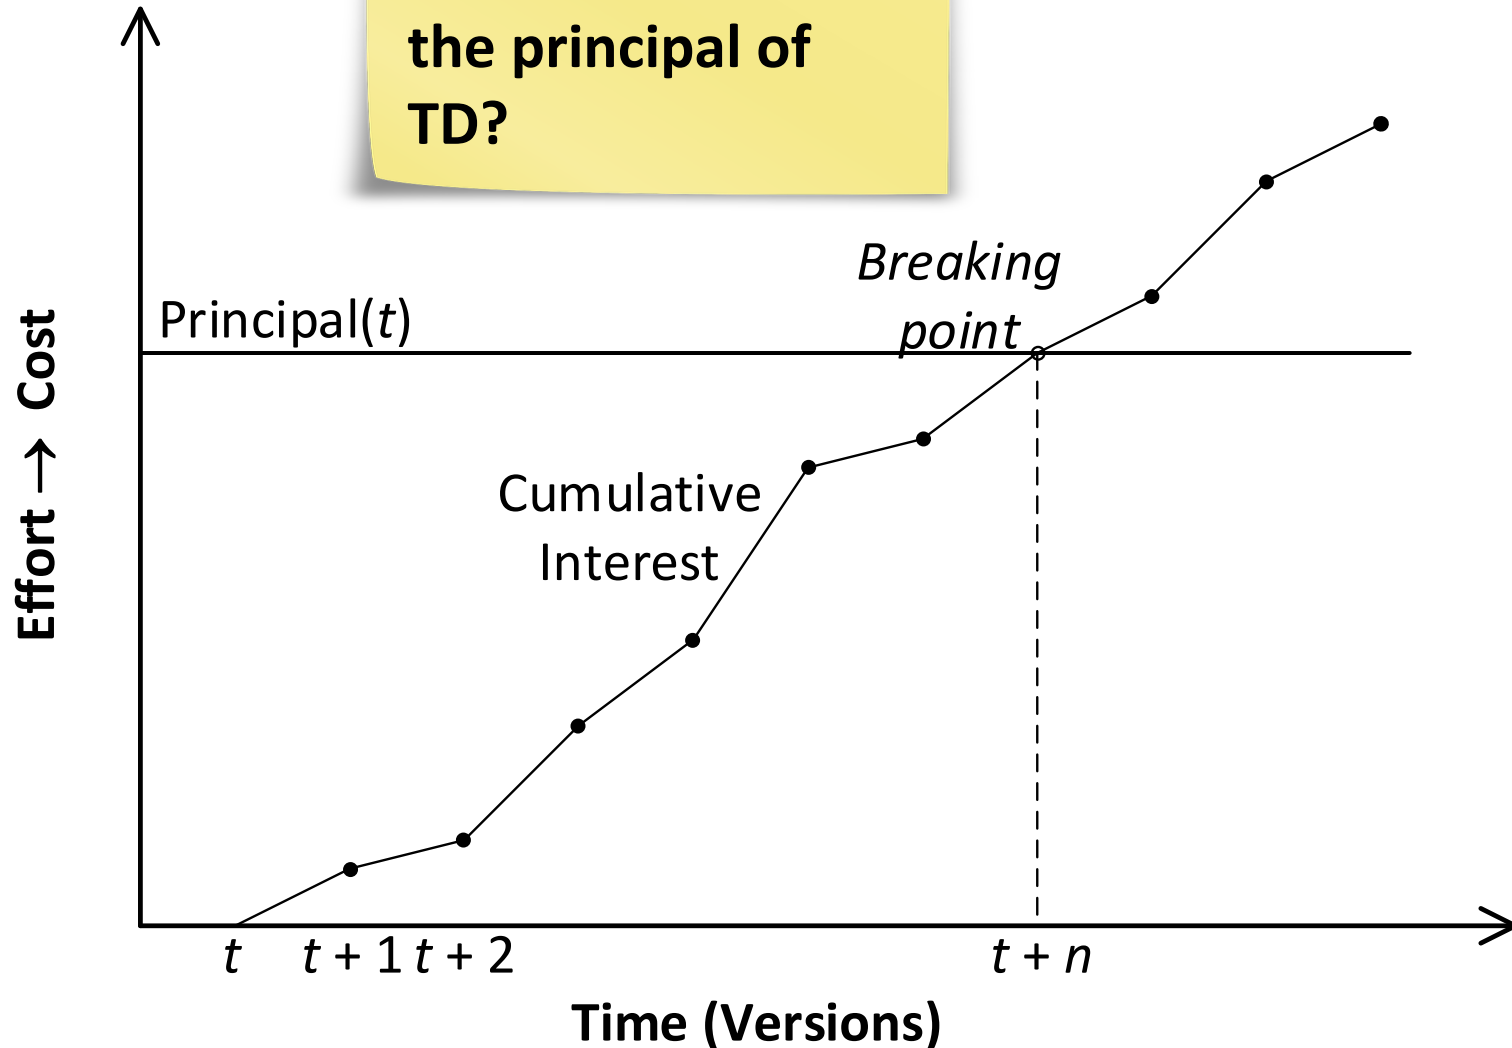 the principal of
TD?
Breaking
point
Principal(t)
Effort → Cost
Cumulative
Interest
t
t + 1
t + 2
t + n
Time (Versions)